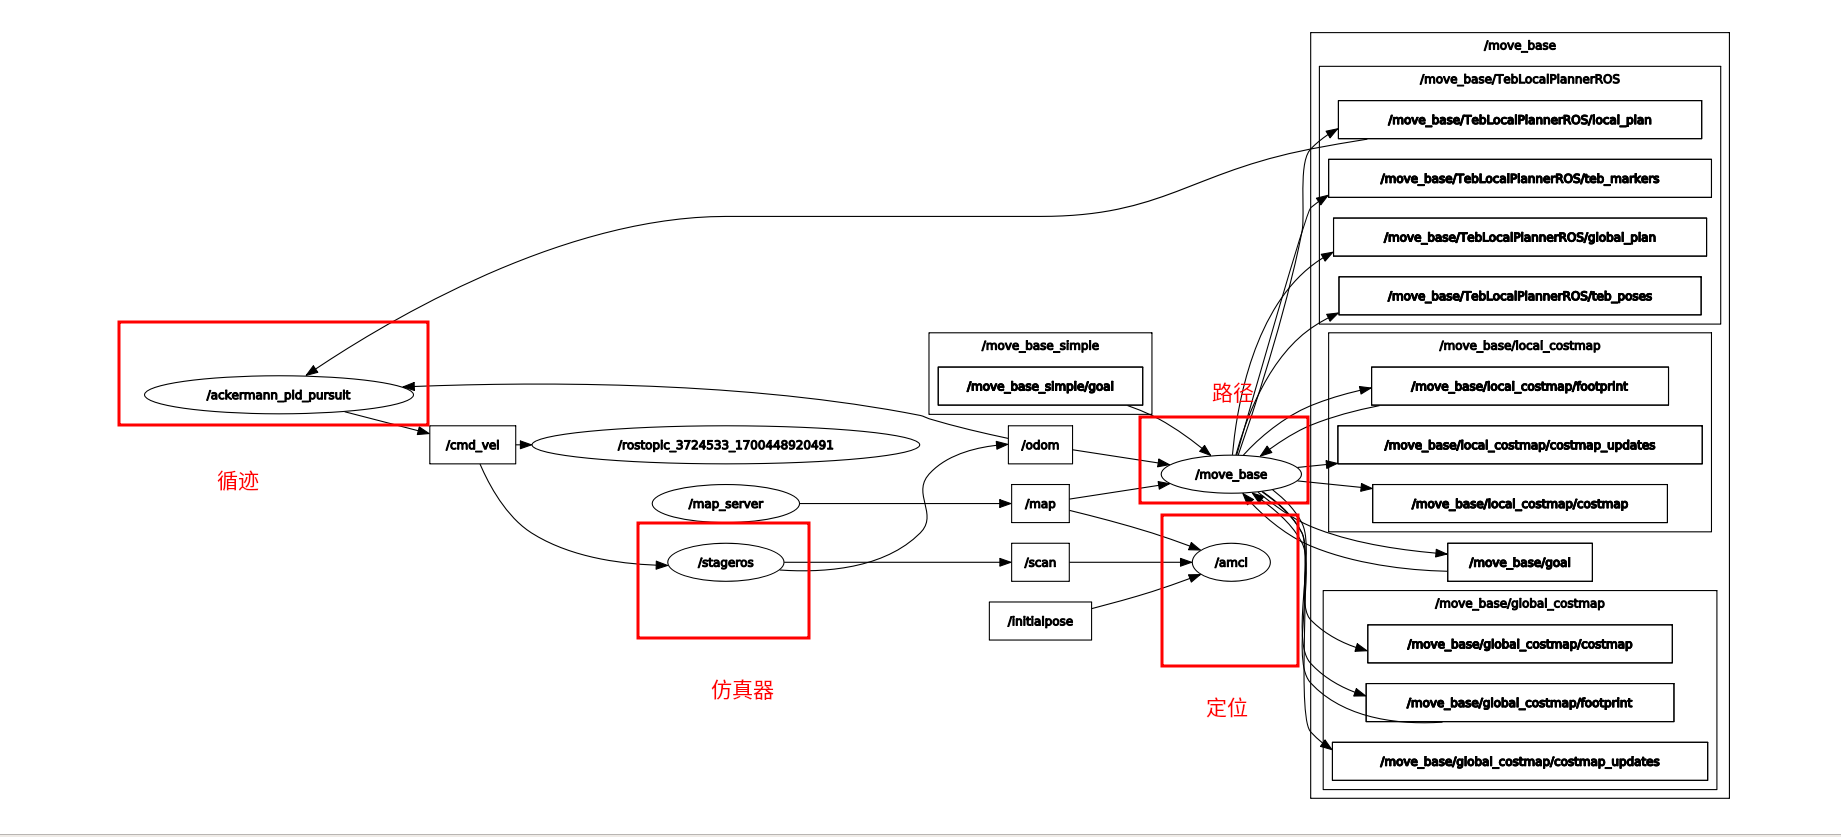 /move_base
/move_base/TebLocalPlannerROS
/move_base/TebLocalPlannerROS/local_plan
/move_base/TebLocalPlannerROS/teb_markers
/move_base/TebLocalPlannerROS/global_plan
/move_base/TebLocalPlannerROS/teb_poses
/move_base_simple
/move_base/local_costmap
/ackermann_pid_pursuit
/move_base_simple/goal
路径
/move_base/local_costmap/footprint
/cmd_vel
/rostopic_3724533_1700448920491
/odom
/move_base/local_costmap/costmap_updates
循迹
/move_base
/map_server
/map
/move_base/local_costmap/costmap
/stageros
/scan
/amcl
/move_base/goal
/initialpose
/move_base/global_costmap
/move_base/global_costmap/costmap
仿真器
定位
/move_base/global_costmap/footprint
/move_base/global_costmap/costmap_updates